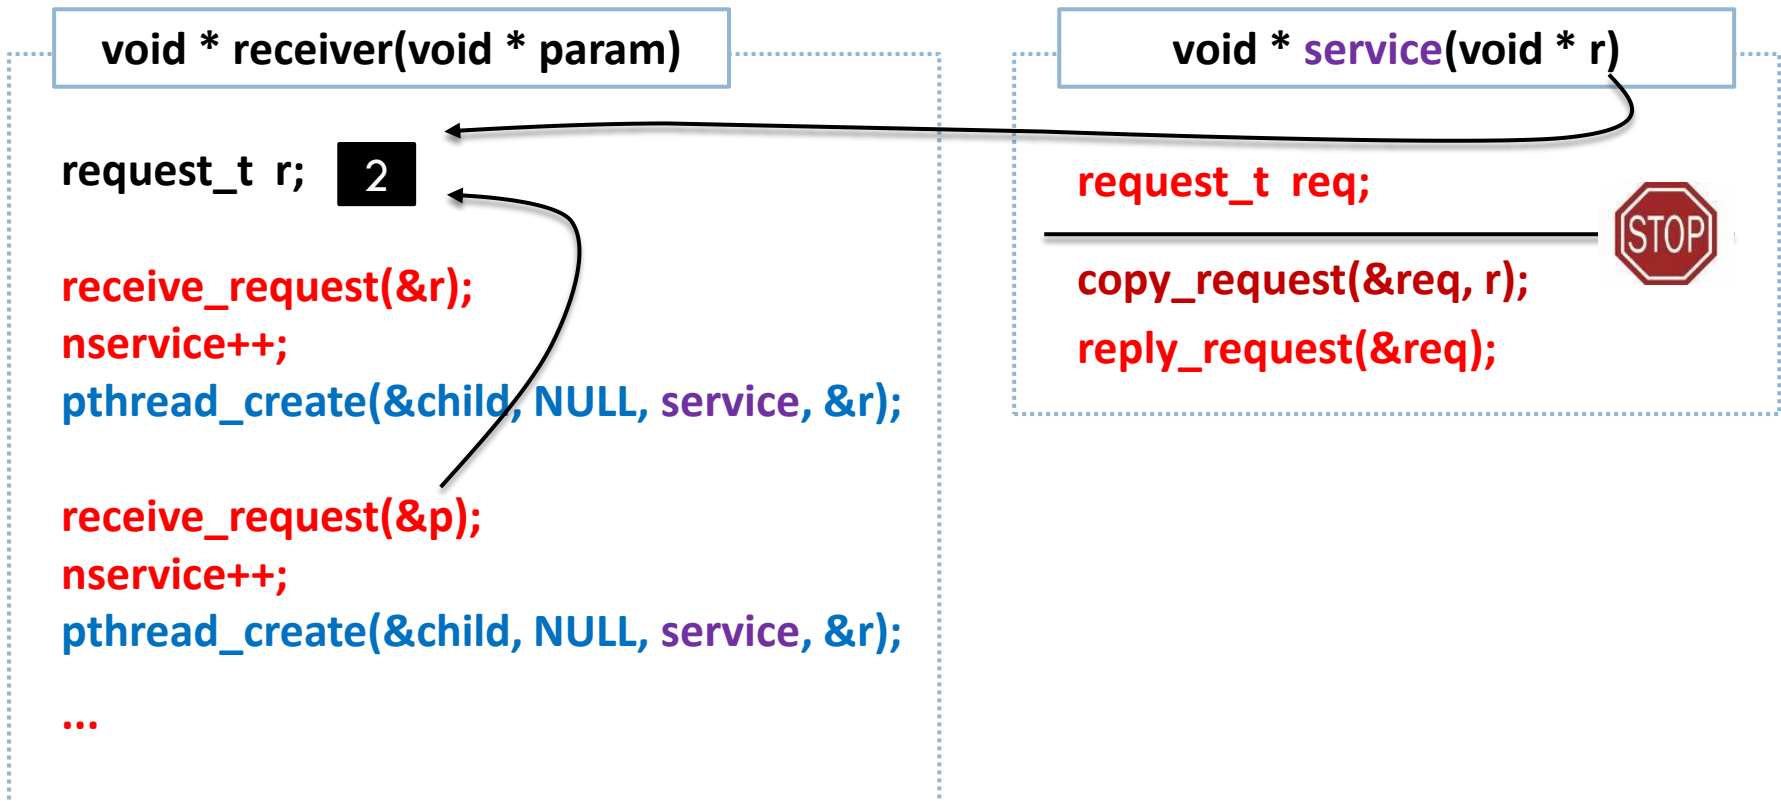 void * receiver(void * param)
request_t r; 2
receive_request(&r);
nservice++;
pthread_create(&child, NULL, service, &r);
receive_request(&p);
nservice++;
pthread_create(&child, NULL, service, &r);
...
void * service(void * r)
request_t req;
STOP
copy_request(&req, r);
reply_request(&req);